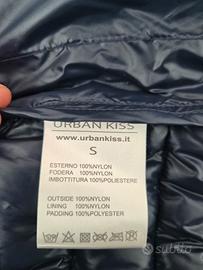 URBAN KISS
www.urbankiss.it
S
ESTERNO 100%NYLON
FODERA 100%NYLON
IMBOTTITURA 100%POLIESTERE
OUTSIDE 100%NYLON
LINING 100%NYLON
PADDING 100%POLYESTER
subito